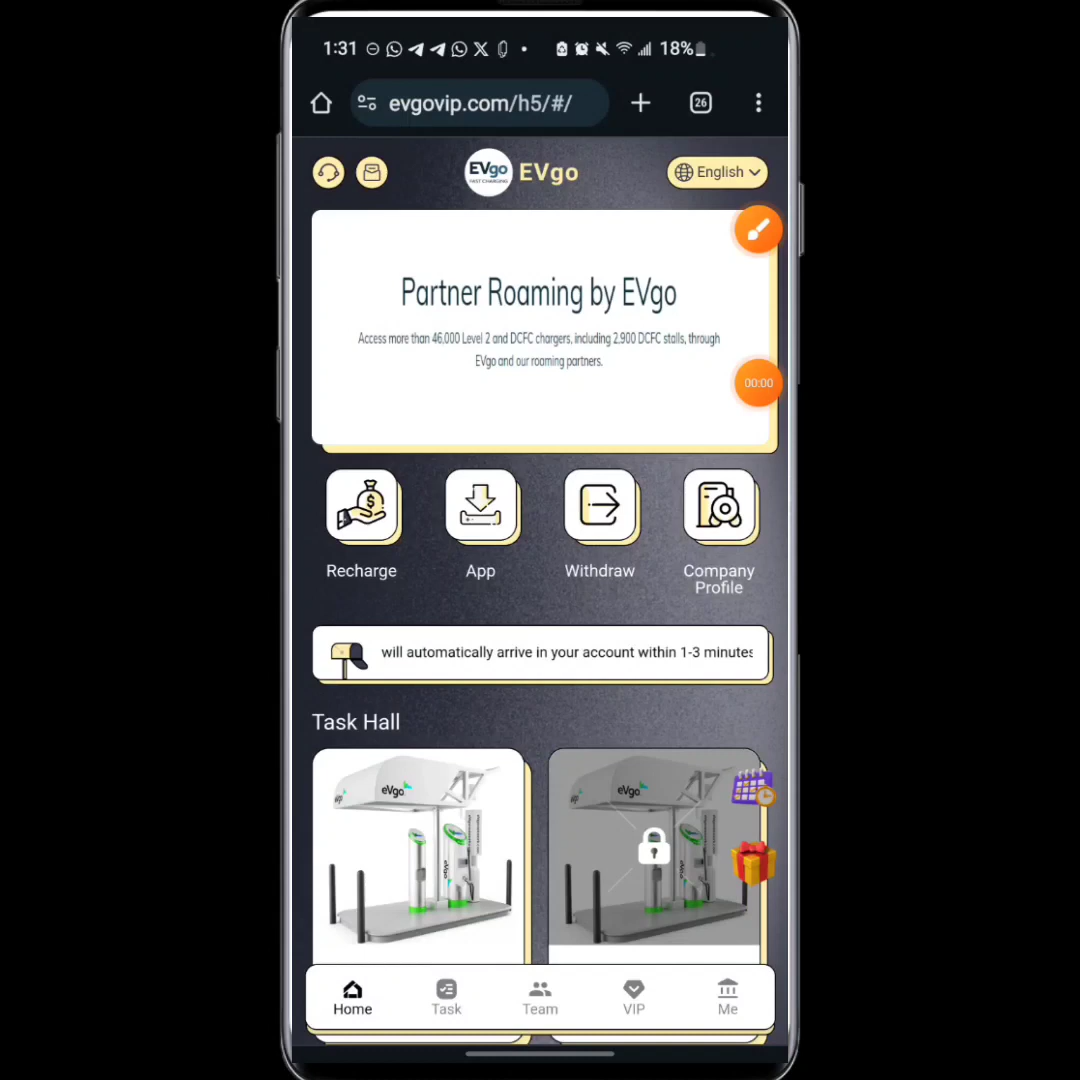 1:31
18%
evgovip.com/h5/#/
26
EVgo
FAST CHARGING
EVgo
English
Partner Roaming by EVgo
Access more than 46,000 Level 2 and DCFC chargers, including 2,900 DCFC stalls, through
EVgo and our roaming partners.
00:00
Recharge
App
Withdraw
Company
Profile
will automatically arrive in your account within 1-3 minutes
Task Hall
eVgo
eVgo
Home
Task
Team
VIP
Me